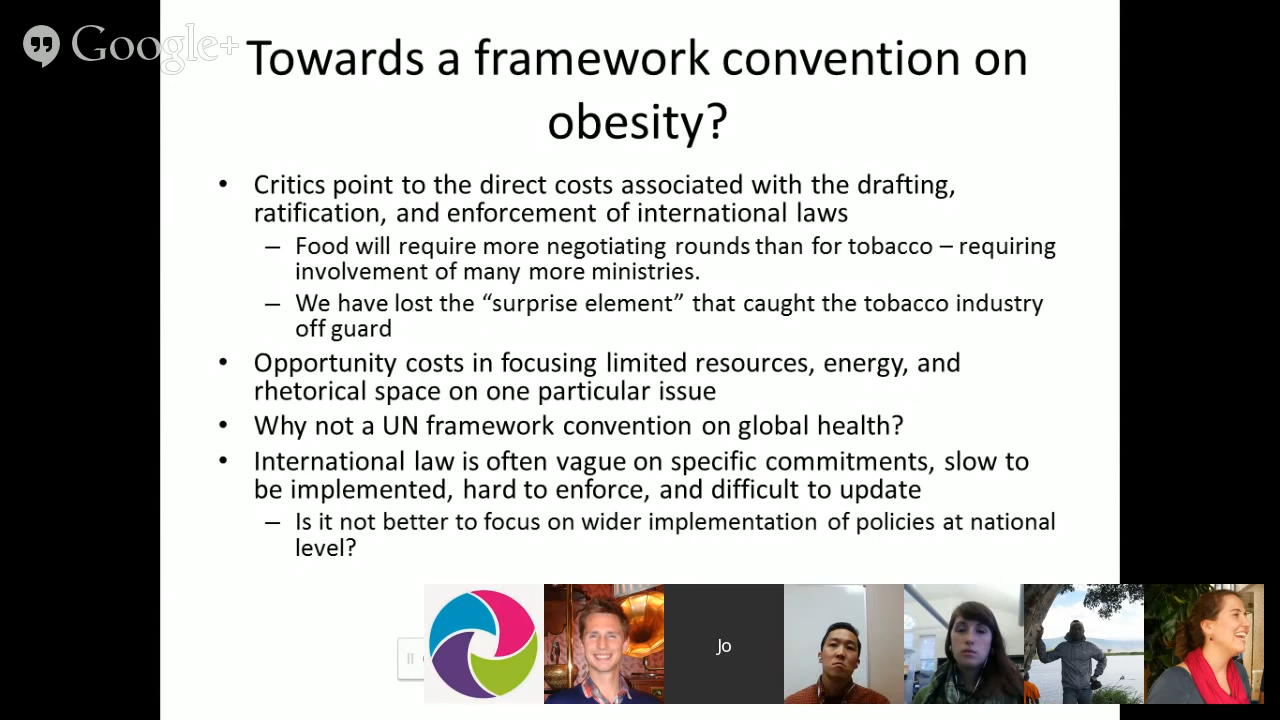 Google+
Towards a framework convention on
obesity?
• Critics point to the direct costs associated with the drafting,
ratification, and enforcement of international laws
– Food will require more negotiating rounds than for tobacco – requiring
involvement of many more ministries.
– We have lost the “surprise element” that caught the tobacco industry
off guard
• Opportunity costs in focusing limited resources, energy, and
rhetorical space on one particular issue
• Why not a UN framework convention on global health?
• International law is often vague on specific commitments, slow to
be implemented, hard to enforce, and difficult to update
– Is it not better to focus on wider implementation of policies at national
level?
Jo